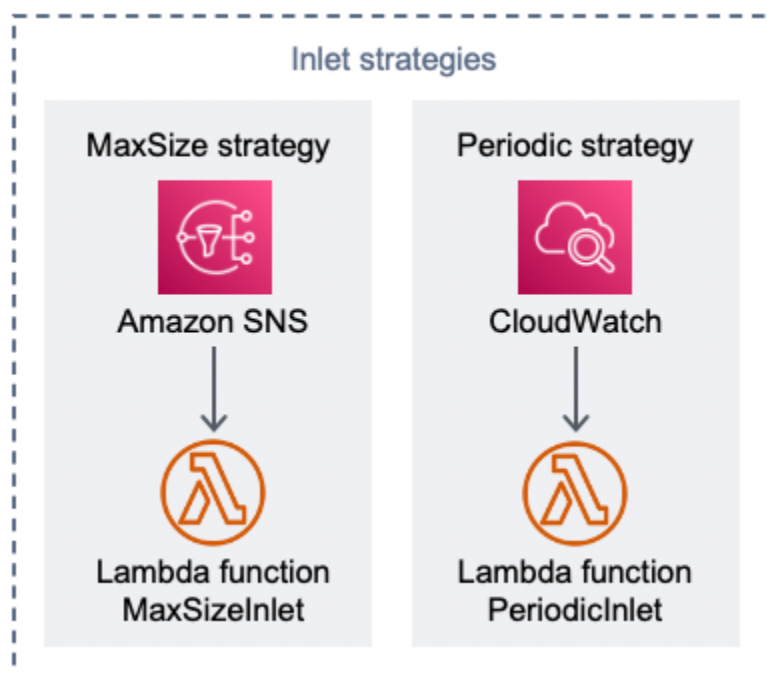 Inlet strategies
MaxSize strategy
Amazon SNS
Lambda function
MaxSizeInlet
Periodic strategy
CloudWatch
Lambda function
PeriodicInlet